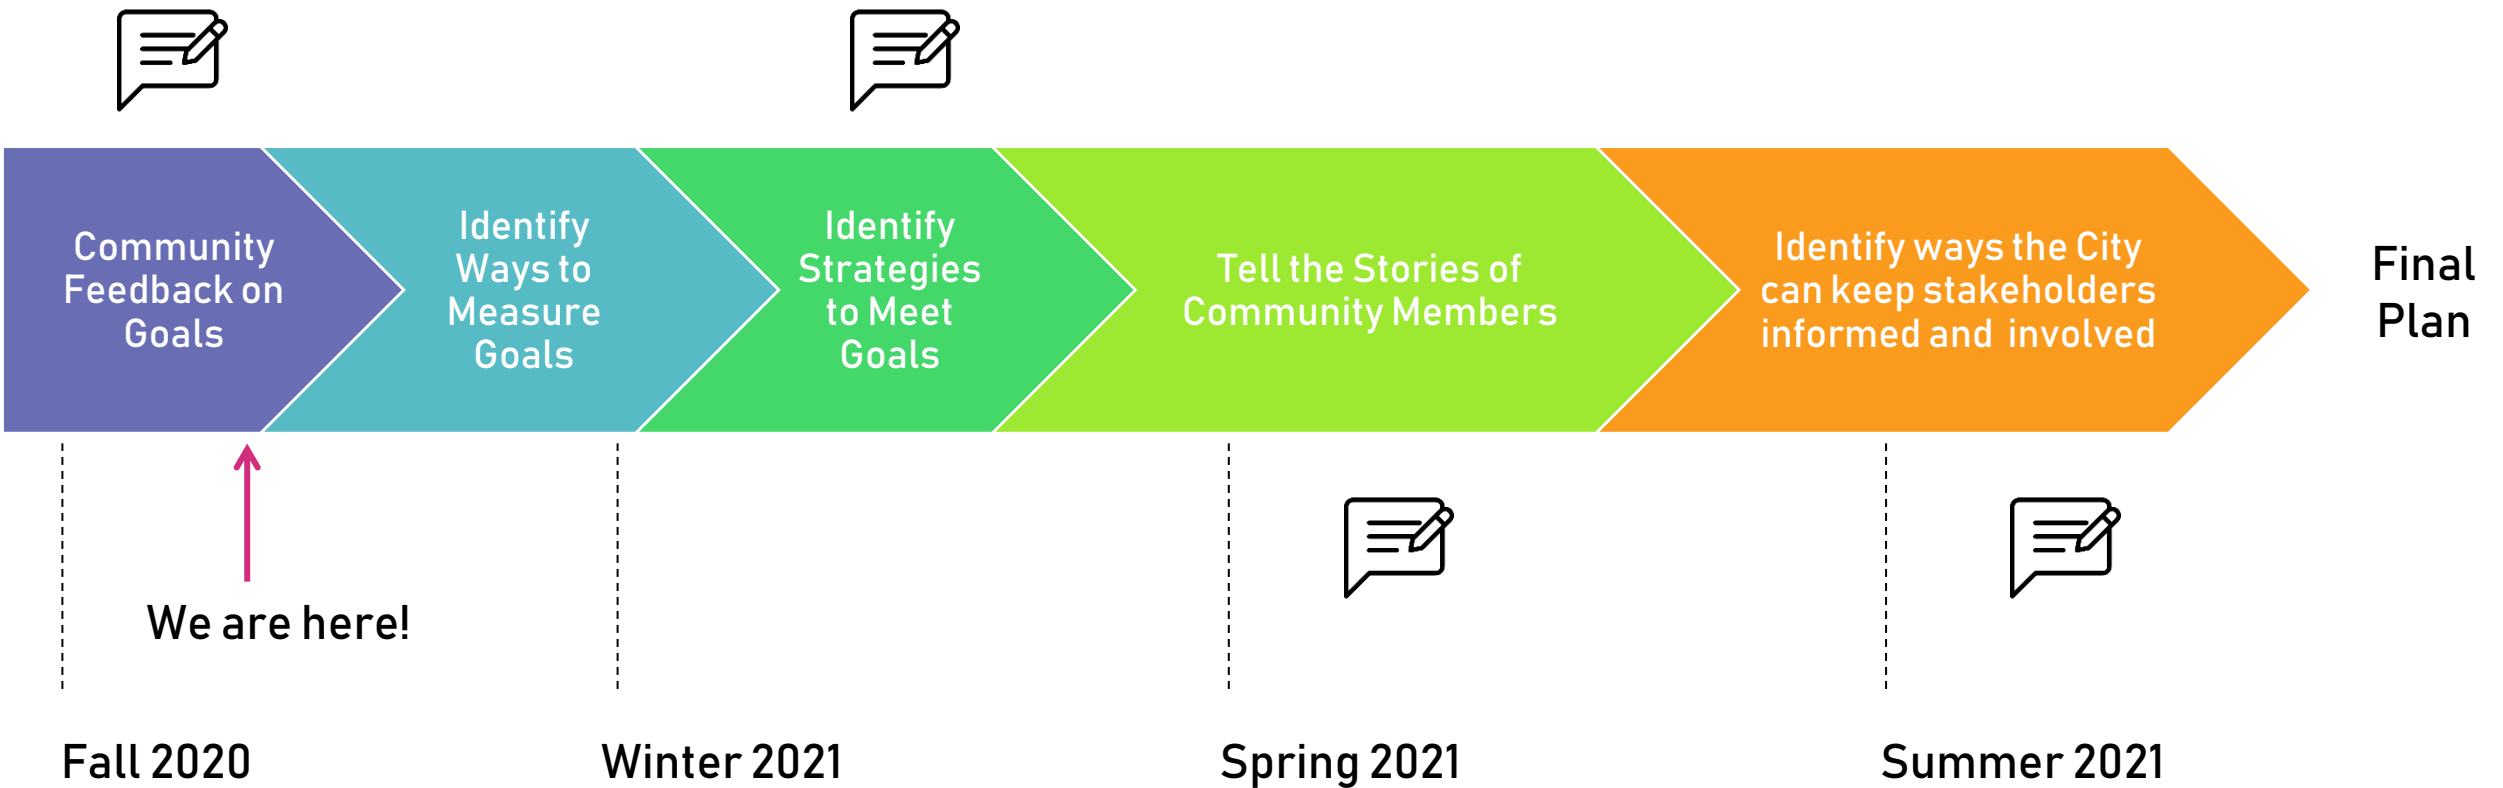 Community
Feedback on
Goals
Identify
Ways to
Measure
Goals
Identify
Strategies
to Meet
Goals
Tell the Stories of
Community Members
Identify ways the City
can keep stakeholders
informed and involved
Final
Plan
We are here!
Fall 2020
Winter 2021
Spring 2021
Summer 2021